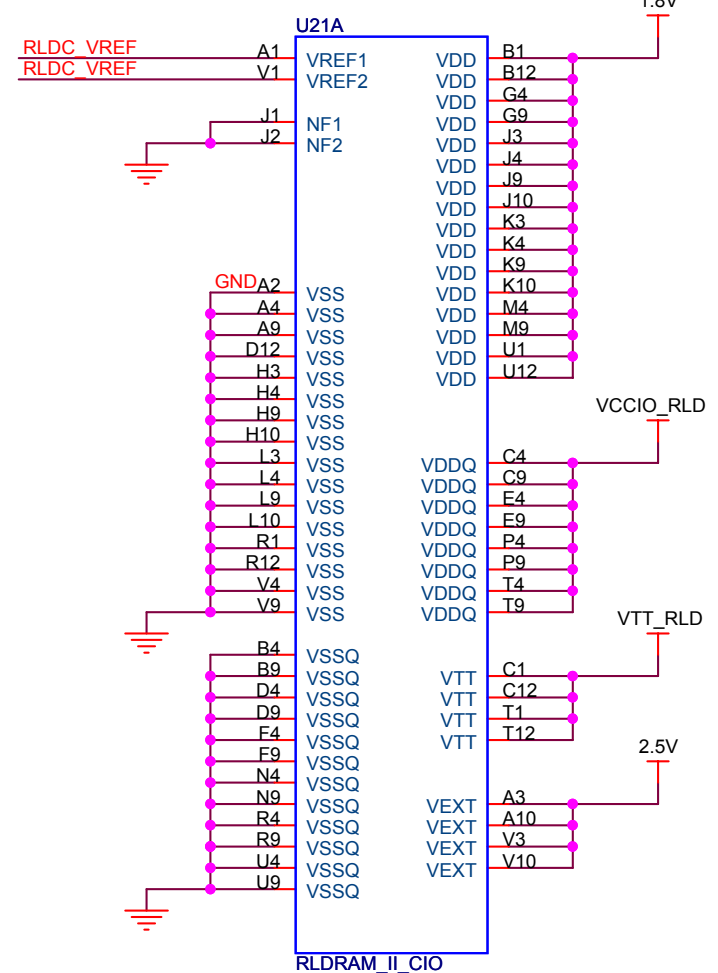 1.8V
U21A
RLDC_VREF A1 VREF1 VDD B1
RLDC_VREF V1 VREF2 VDD B12
VDD G4
J1 NF1 VDD G9
J2 NF2 VDD J3
VDD J4
VDD J9
VDD J10
VDD K3
VDD K4
VDD K9
GND A2 VSS VDD K10
A4 VSS VDD M4
A9 VSS VDD M9
D12 VSS VDD U1
H3 VSS VDD U12
H4 VSS
VCCIO_RLD
H9 VSS
H10 VSS
L3 VSS VDDQ C4
L4 VSS VDDQ C9
L9 VSS VDDQ E4
L10 VSS VDDQ E9
R1 VSS VDDQ P4
R12 VSS VDDQ P9
V4 VSS VDDQ T4
V9 VSS VDDQ T9
VTT_RLD
B4 VSSQ
B9 VSSQ VTT C1
D4 VSSQ VTT C12
D9 VSSQ VTT T1
F4 VSSQ VTT T12
2.5V
F9 VSSQ
N4 VSSQ
N9 VSSQ VEXT A3
R4 VSSQ VEXT A10
R9 VSSQ VEXT V3
U4 VSSQ VEXT V10
U9 VSSQ
RLDRAM_II_CIO